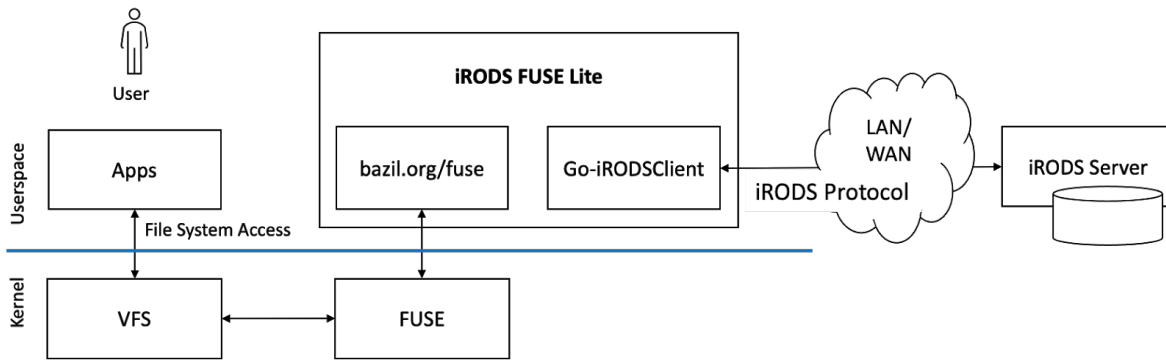 User
iRODS FUSE Lite
Userspace
Apps
bazil.org/fuse
Go-iRODSClient
LAN/
WAN
iRODS Protocol
iRODS Server
File System Access
Kernel
VFS
FUSE